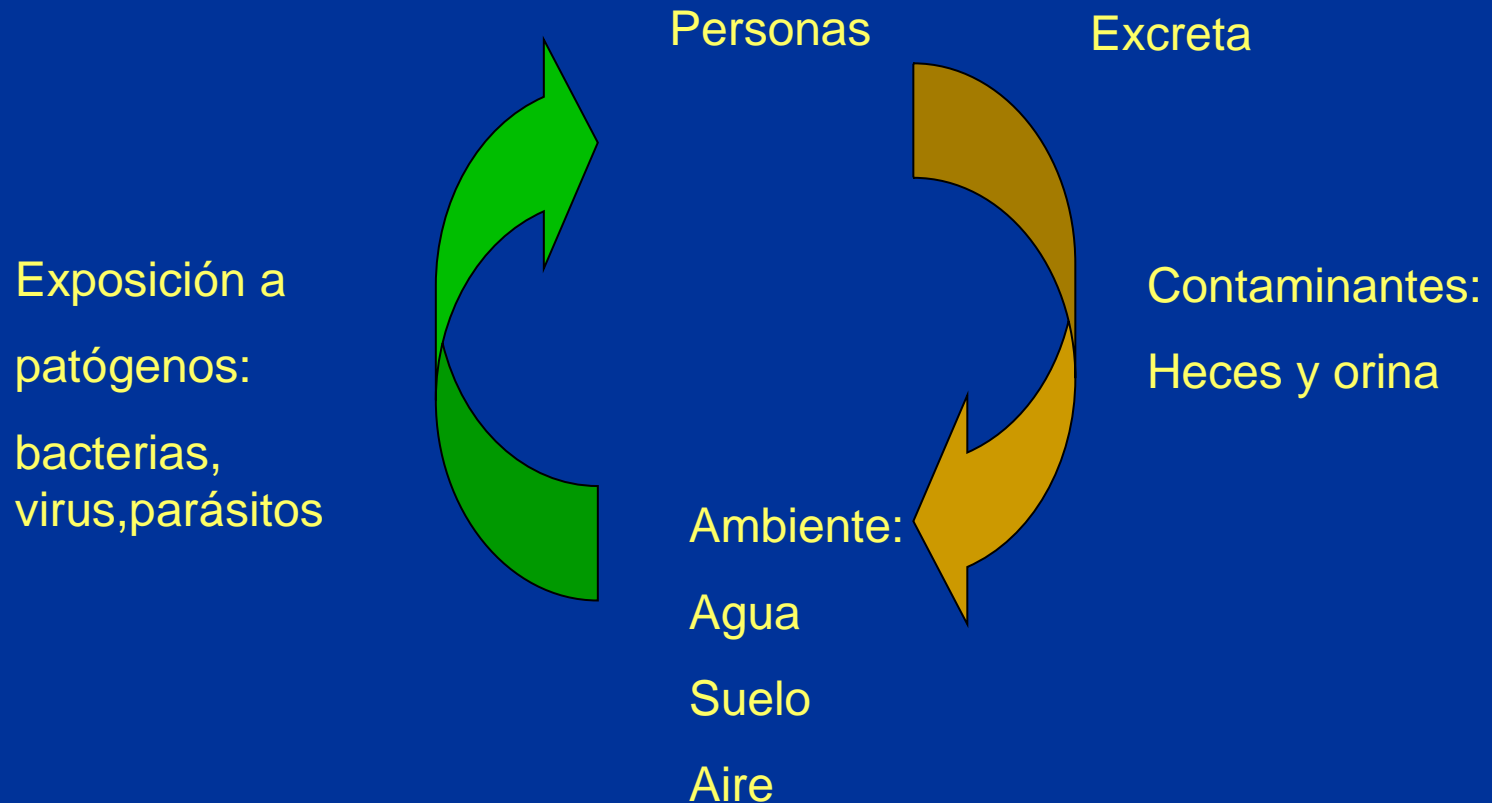 Personas
Excreta
Contaminantes:
Heces y orina
Ambiente:
Agua
Suelo
Aire
Exposición a
patógenos:
bacterias,
virus,parásitos